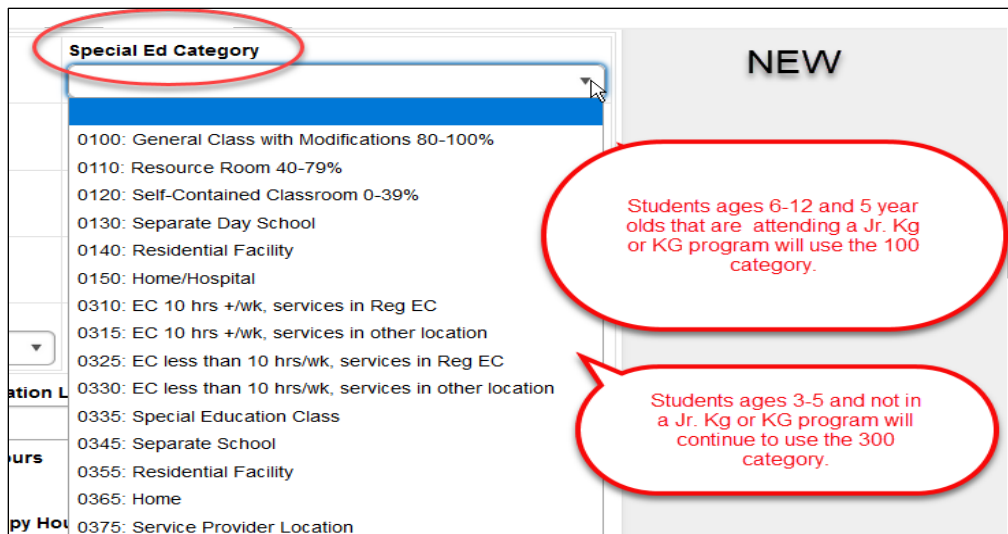 Special Ed Category
NEW
0100: General Class with Modifications 80-100%
0110: Resource Room 40-79%
0120: Self-Contained Classroom 0-39%
0130: Separate Day School
0140: Residential Facility
0150: Home/Hospital
0310: EC 10 hrs +/wk, services in Reg EC
0315: EC 10 hrs +/wk, services in other location
0325: EC less than 10 hrs/wk, services in Reg EC
0330: EC less than 10 hrs/wk, services in other location
0335: Special Education Class
0345: Separate School
0355: Residential Facility
0365: Home
0375: Service Provider Location
Students ages 6-12 and 5 year
olds that are attending a Jr. Kg
or KG program will use the 100
category.
Students ages 3-5 and not in
a Jr. Kg or KG program will
continue to use the 300
category.